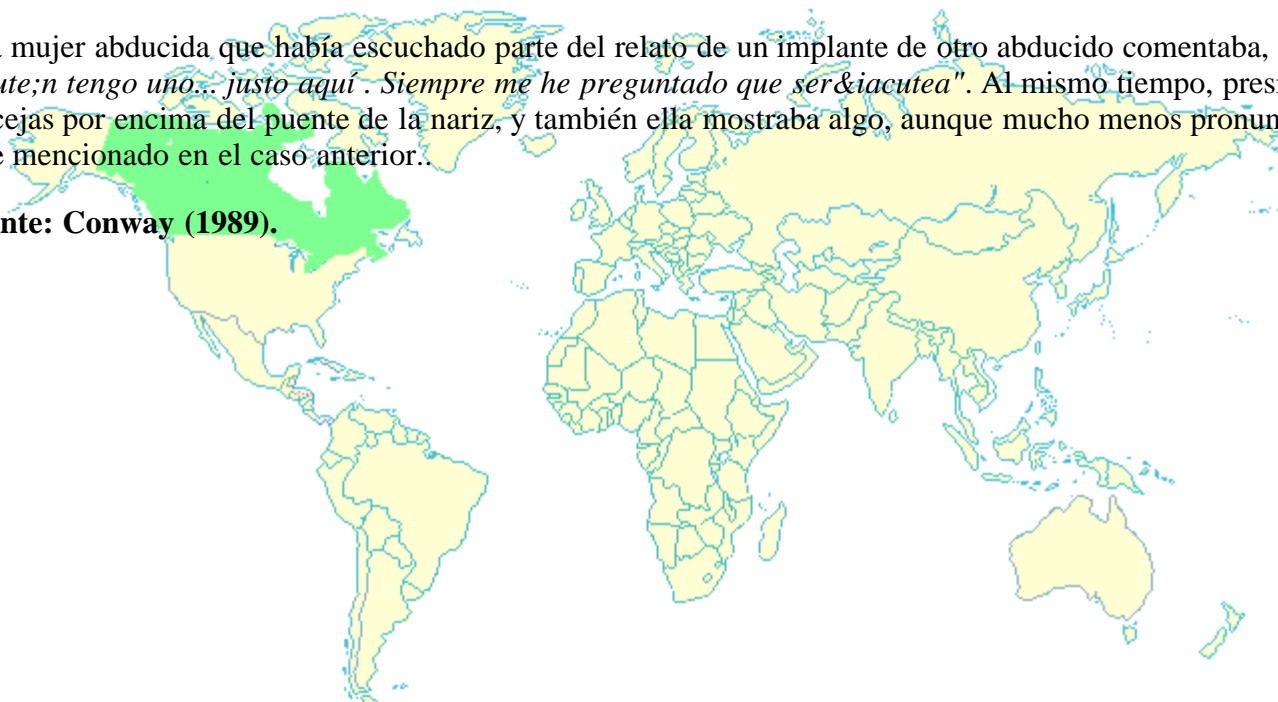 a mujer abducida que había escuchado parte del relato de un implante de otro abducido comentaba,
ute;n tengo uno... justo aquí´. Siempre me he preguntado que ser&iacutea". Al mismo tiempo, presi
cejas por encima del puente de la nariz, y también ella mostraba algo, aunque mucho menos pronun
e mencionado en el caso anterior..
nte: Conway (1989).